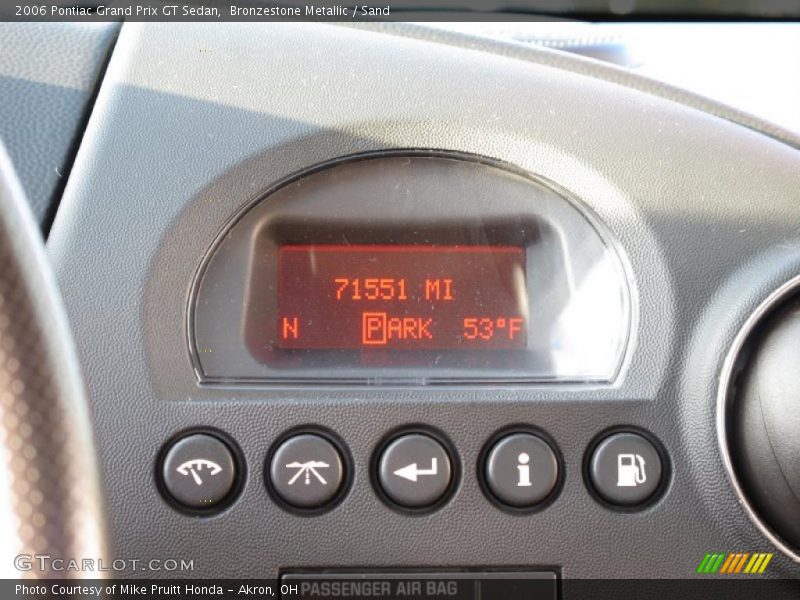 2006 Pontiac Grand Prix GT Sedan,  Bronzestone Metallic / Sand
71551 MI
N PARK 53°F
i
GTCARLOT.COM
PASSENGER AIR BAG
Photo Courtesy of Mike Pruitt Honda - Akron, OH